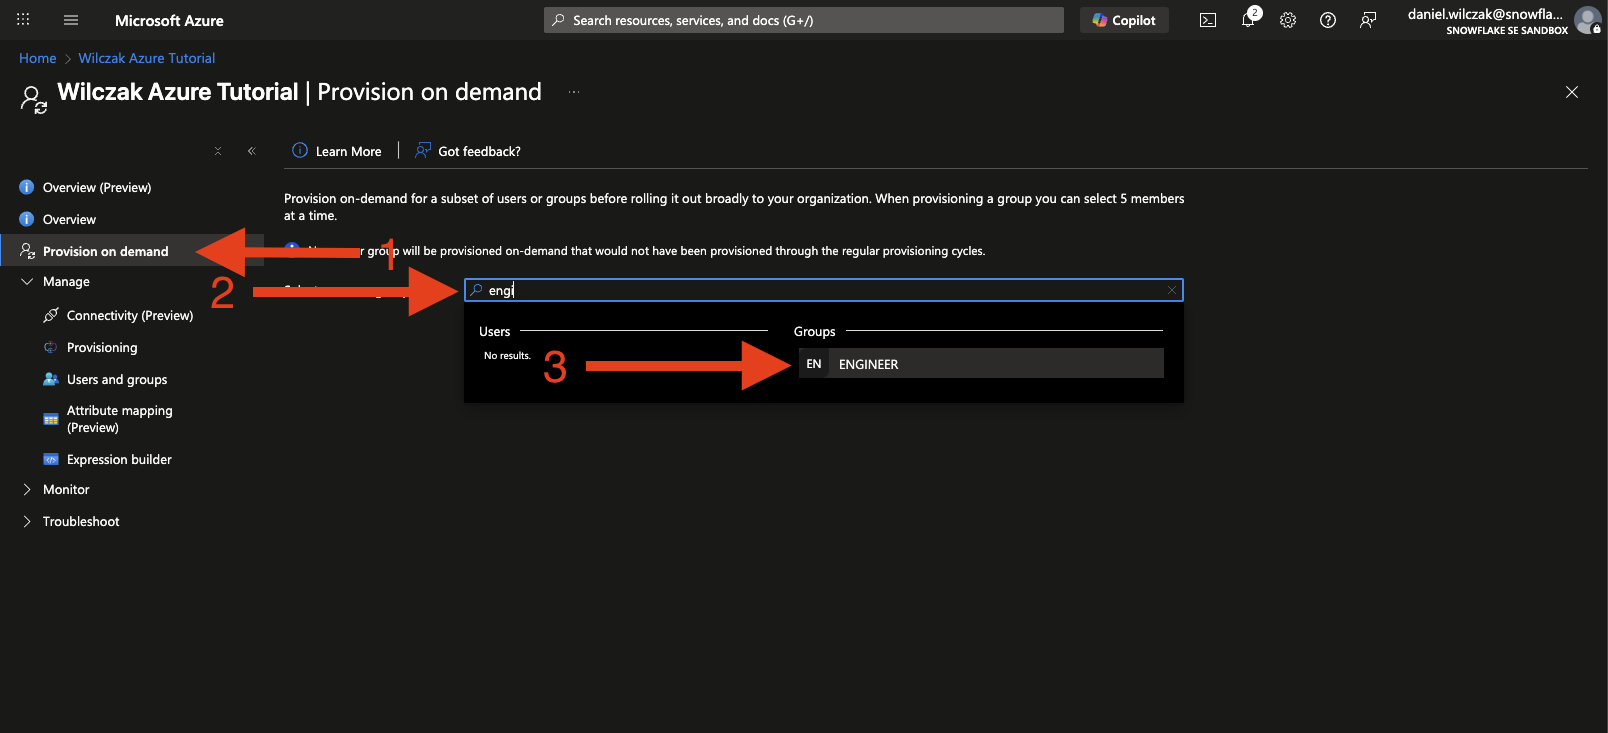 Microsoft Azure
Search resources, services, and docs (G+/)
Copilot
2
daniel.wilczak@snowfla...
SNOWFLAKE SE SANDBOX
Home > Wilczak Azure Tutorial
Wilczak Azure Tutorial | Provision on demand ...
Learn More
Got feedback?
Overview (Preview)
Overview
Provision on demand
Manage
Connectivity (Preview)
Provisioning
Users and groups
Attribute mapping
(Preview)
Expression builder
Monitor
Troubleshoot
Provision on-demand for a subset of users or groups before rolling it out broadly to your organization. When provisioning a group you can select 5 members
at a time.
1
group will be provisioned on-demand that would not have been provisioned through the regular provisioning cycles.
2
engi
Users
No results.
Groups
3
EN ENGINEER